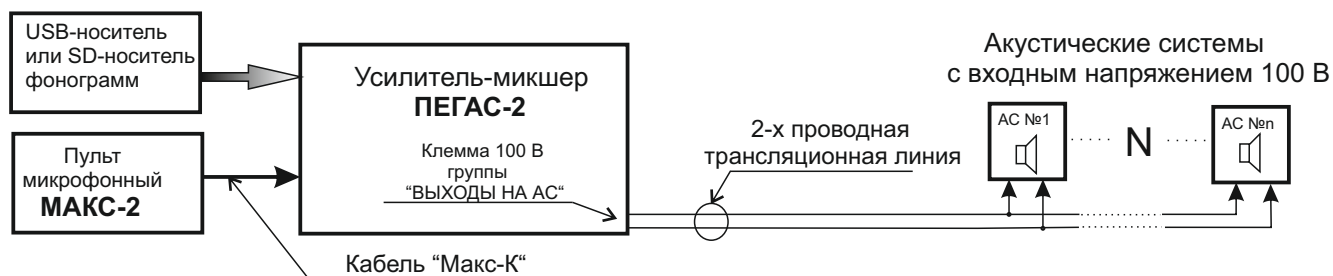 USB-носитель
или SD-носитель
фонограмм
Пульт
микрофонный
МАКС-2
Усилитель-микшер
ПЕГАС-2
Клемма 100 В
группы
“ВЫХОДЫ НА АС“
Кабель “Макс-К“
2-х проводная
трансляционная линия
Акустические системы
с входным напряжением 100 В
АС №1
N
АС №n